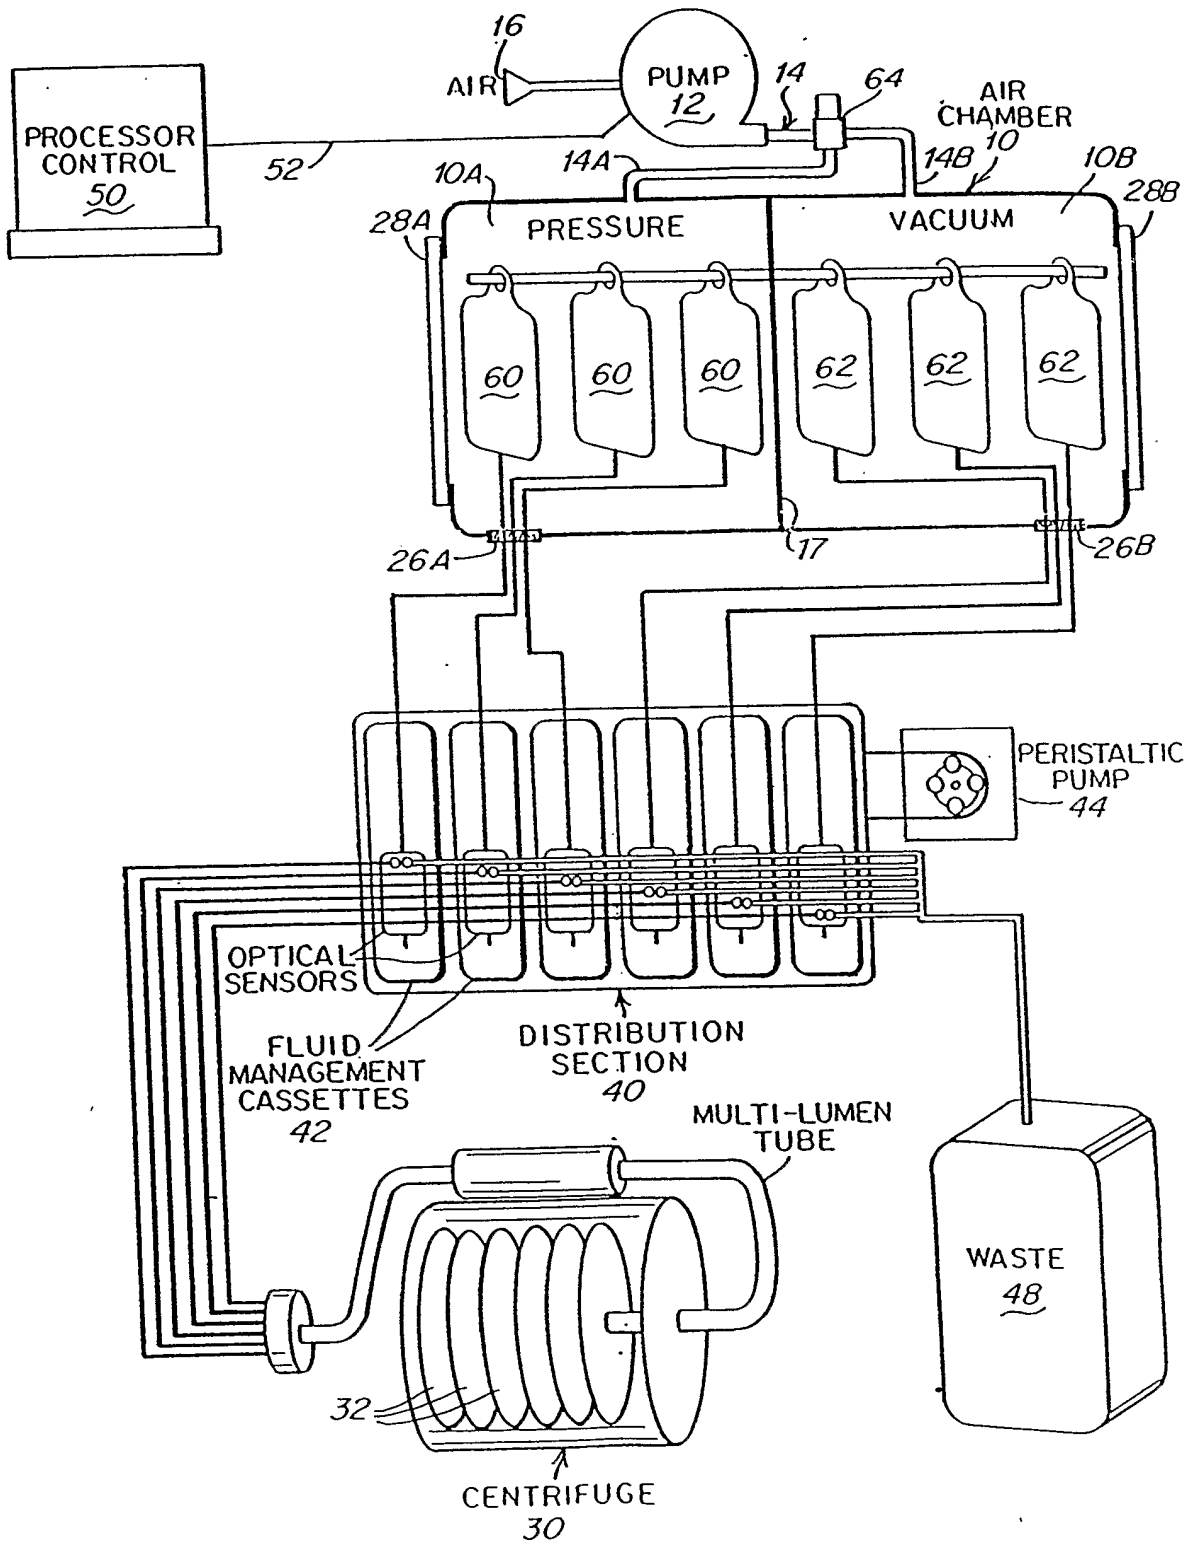 16
AIR
PUMP
12
14
64
AIR
CHAMBER
10
PROCESSOR
CONTROL
50
52
14A
14B
10A
10B
28A
28B
PRESSURE
VACUUM
60
60
60
62
62
62
26A
17
26B
PERISTALTIC
PUMP
44
OPTICAL
SENSORS
FLUID
MANAGEMENT
CASSETTES
42
DISTRIBUTION
SECTION
40
MULTI-LUMEN
TUBE
WASTE
48
32
CENTRIFUGE
30